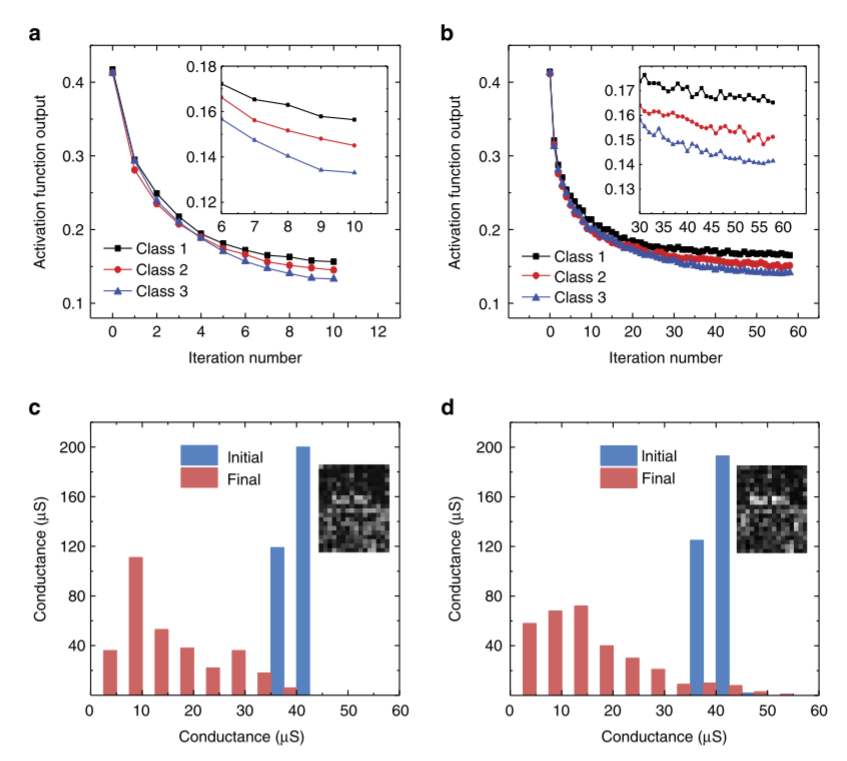 a
0.4
0.3
0.2
0.1
Activation function output
0.18
0.16
0.14
0.12
6 7 8 9 10
Class 1
Class 2
Class 3
0 2 4 6 8 10 12
Iteration number
b
0.4
0.3
0.2
0.1
Activation function output
0.17
0.16
0.15
0.14
0.13
30 35 40 45 50 55 60
Class 1
Class 2
Class 3
0 10 20 30 40 50 60
Iteration number
c
200
160
120
80
40
Conductance (μS)
Initial
Final
0 10 20 30 40 50 60
Conductance (μS)
d
200
160
120
80
40
Conductance (μS)
Initial
Final
0 10 20 30 40 50 60
Conductance (μS)